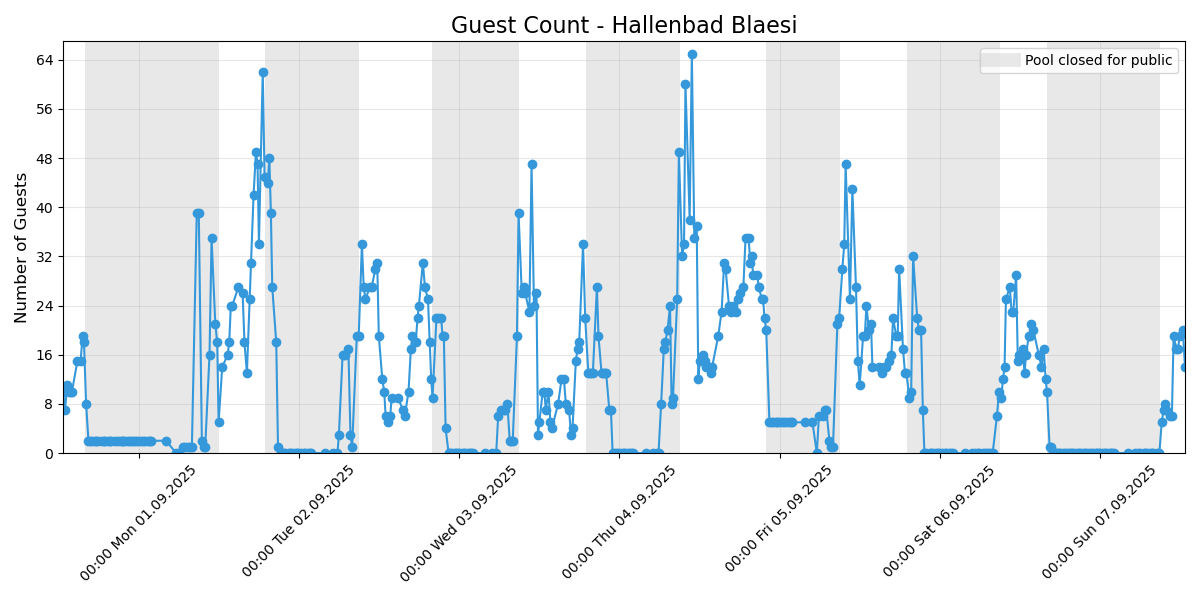 Guest Count - Hallenbad Blaesi
Pool closed for public
Number of Guests
64
56
48
40
32
24
16
8
0
00:00 Mon 01.09.2025
00:00 Tue 02.09.2025
00:00 Wed 03.09.2025
00:00 Thu 04.09.2025
00:00 Fri 05.09.2025
00:00 Sat 06.09.2025
00:00 Sun 07.09.2025